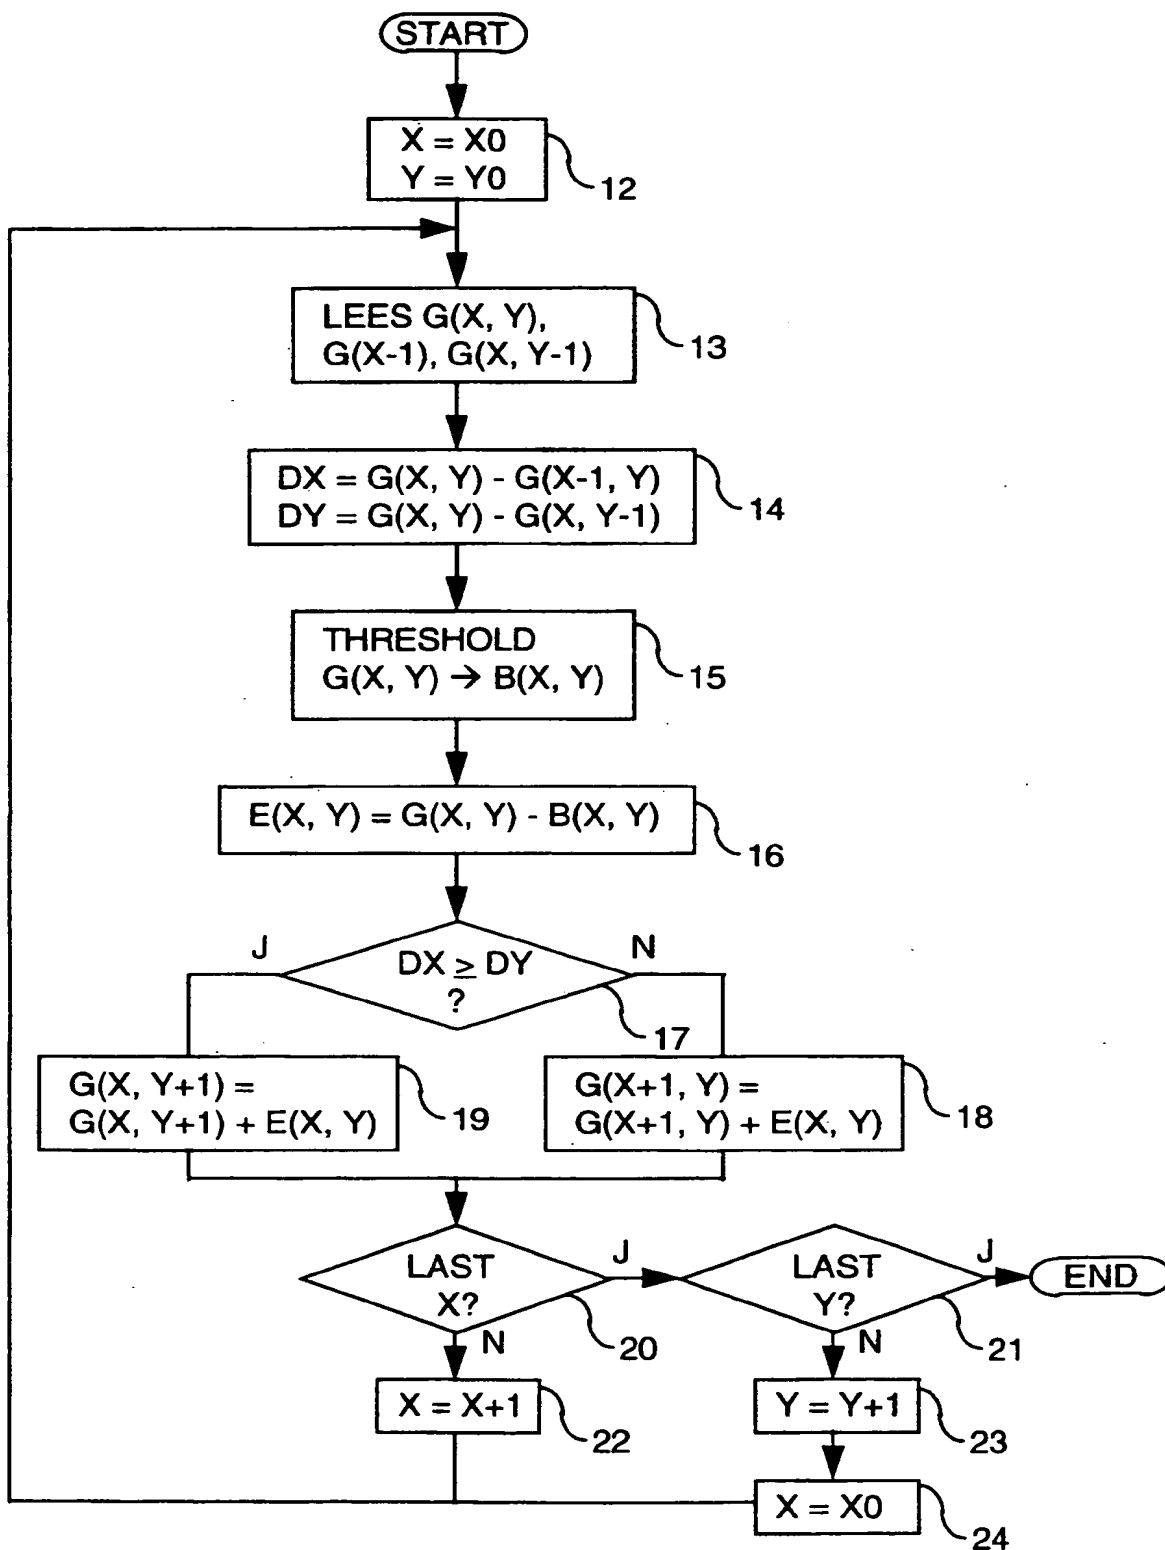 START
X = X0
Y = Y0
12
LEES G(X, Y),
G(X-1), G(X, Y-1)
13
DX = G(X, Y) - G(X-1, Y)
DY = G(X, Y) - G(X, Y-1)
14
THRESHOLD
G(X, Y) → B(X, Y)
15
E(X, Y) = G(X, Y) - B(X, Y)
16
J
N
DX ≥ DY
?
17
G(X, Y+1) =
G(X, Y+1) + E(X, Y)
19
G(X+1, Y) =
G(X+1, Y) + E(X, Y)
18
LAST
X?
J
20
N
LAST
Y?
J
21
N
END
X = X+1
22
Y = Y+1
23
X = X0
24